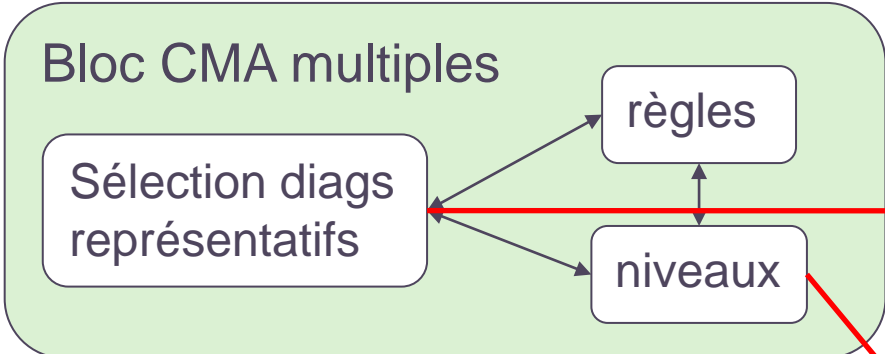 Bloc CMA multiples
règles
Sélection diags
représentatifs
niveaux